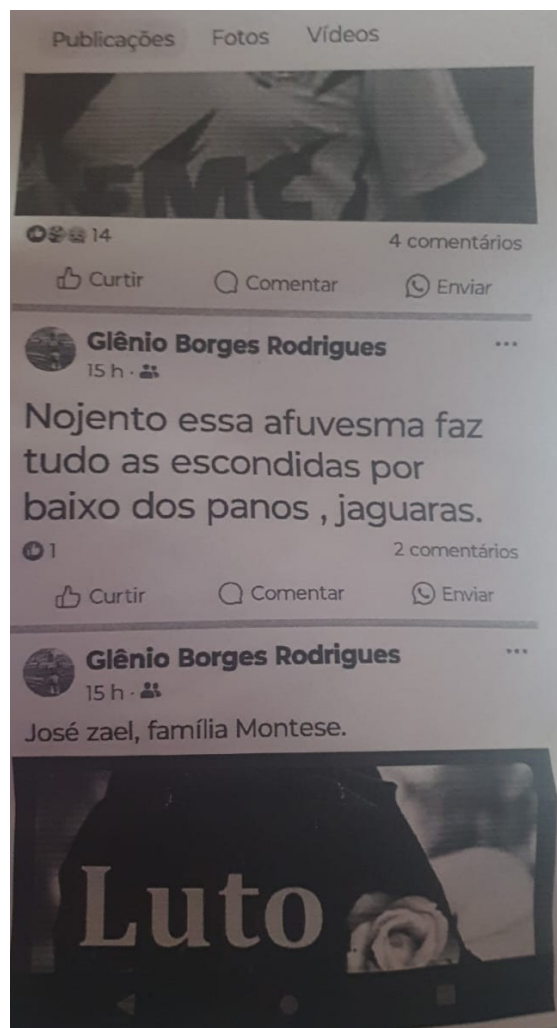 Publicações Fotos Vídeos
14
4 comentários
Curtir Comentar Enviar
Glênio Borges Rodrigues
15 h ·
Nojento essa afuvesma faz
tudo as escondidas por
baixo dos panos , jaguaras.
1
2 comentários
Curtir Comentar Enviar
Glênio Borges Rodrigues
15 h ·
José zael, família Montese.
Luto